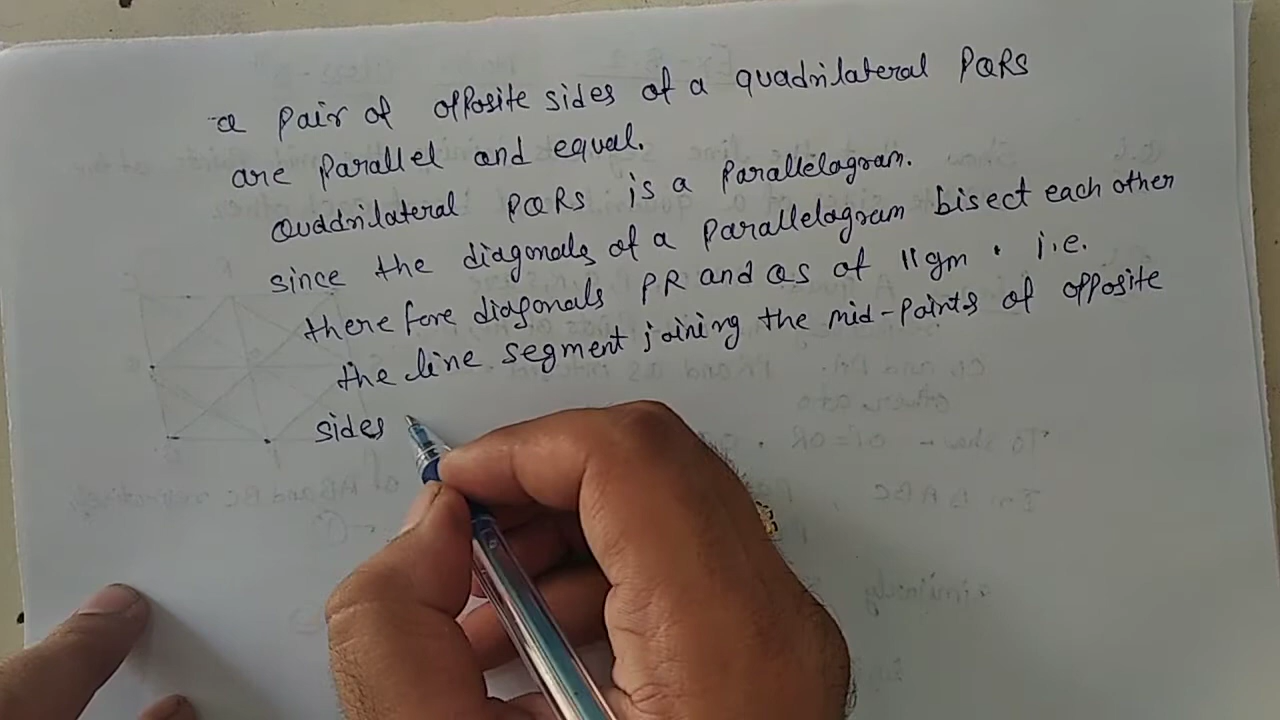 a pair of opposite sides of a quadrilateral PQRS
are parallel and equal.
Quadrilateral PQRS is a parallelogram.
since the diagonals of a parallelogram bisect each other
therefore diagonals PR and QS of 11gm . i.e.
the line segment joining the mid-points of opposite
sides